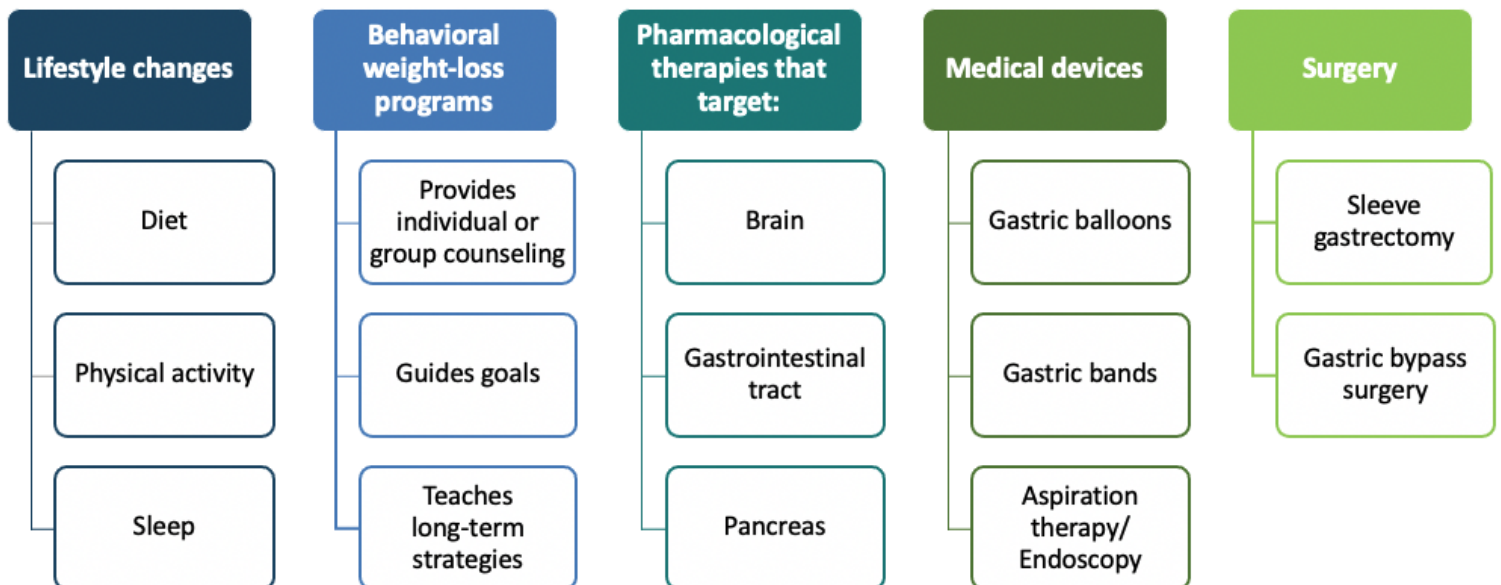 Lifestyle changes
Diet
Physical activity
Sleep
Behavioral
weight-loss
programs
Provides
individual or
group counseling
Guides goals
Teaches
long-term
strategies
Pharmacological
therapies that
target:
Brain
Gastrointestinal
tract
Pancreas
Medical devices
Gastric balloons
Gastric bands
Aspiration
therapy/
Endoscopy
Surgery
Sleeve
gastrectomy
Gastric bypass
surgery